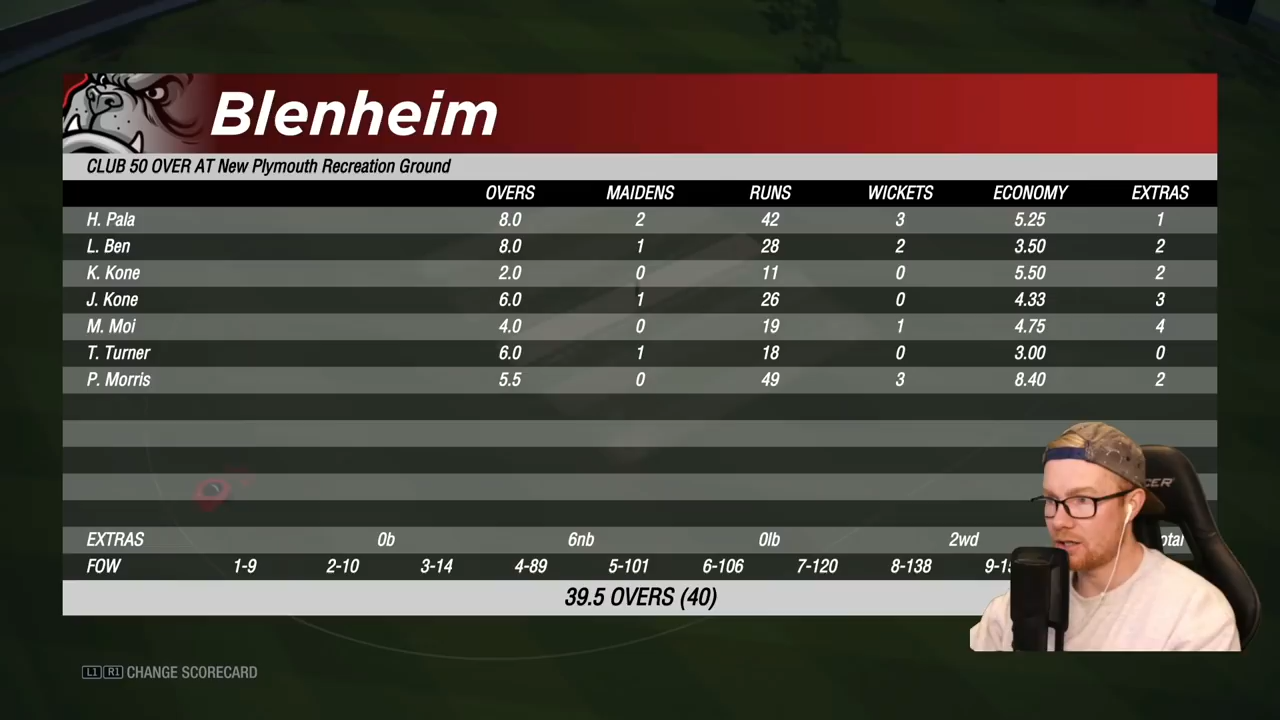 Blenheim
CLUB 50 OVER AT New Plymouth Recreation Ground
OVERS MAIDENS RUNS WICKETS ECONOMY EXTRAS
H. Pala 8.0 2 42 3 5.25 1
L. Ben 8.0 1 28 2 3.50 2
K. Kone 2.0 0 11 0 5.50 2
J. Kone 6.0 1 26 0 4.33 3
M. Moi 4.0 0 19 1 4.75 4
T. Turner 6.0 1 18 0 3.00 0
P. Morris 5.5 0 49 3 8.40 2
EXTRAS 0b 6nb 0lb 2wd
FOW 1-9 2-10 3-14 4-89 5-101 6-106 7-120 8-138
39.5 OVERS (40)
L1 R1 CHANGE SCORECARD